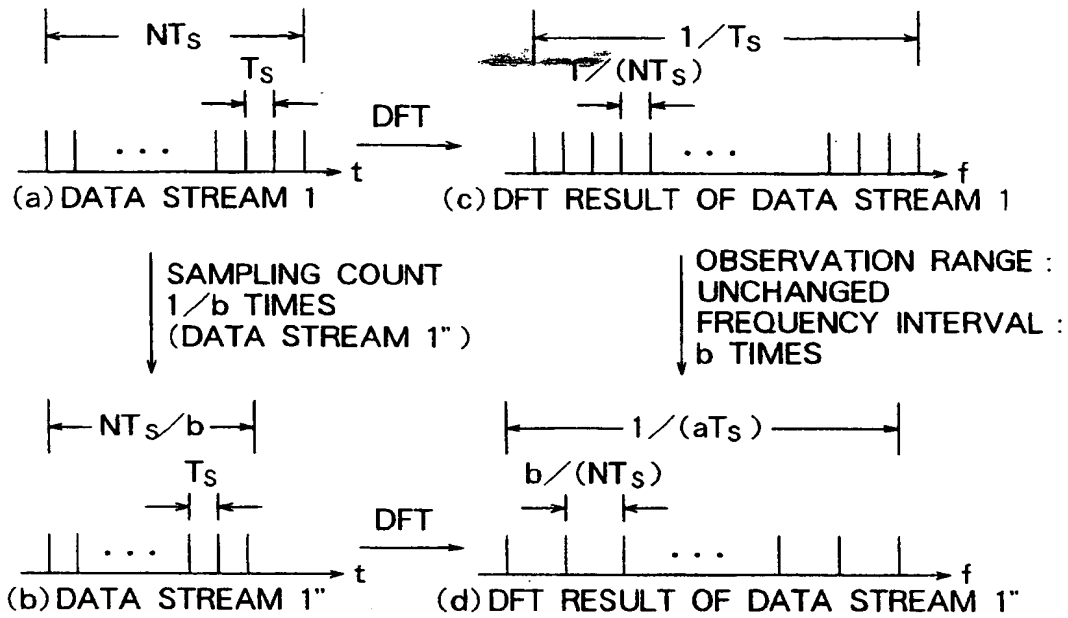 NTS
TS
t
(a) DATA STREAM 1
DFT
1/TS
/(NTS)
...
f
(c) DFT RESULT OF DATA STREAM 1
SAMPLING COUNT
1/b TIMES
(DATA STREAM 1")
OBSERVATION RANGE :
UNCHANGED
FREQUENCY INTERVAL :
b TIMES
NTS/b
TS
t
(b) DATA STREAM 1"
DFT
1/(aTS)
b/(NTS)
...
f
(d) DFT RESULT OF DATA STREAM 1"